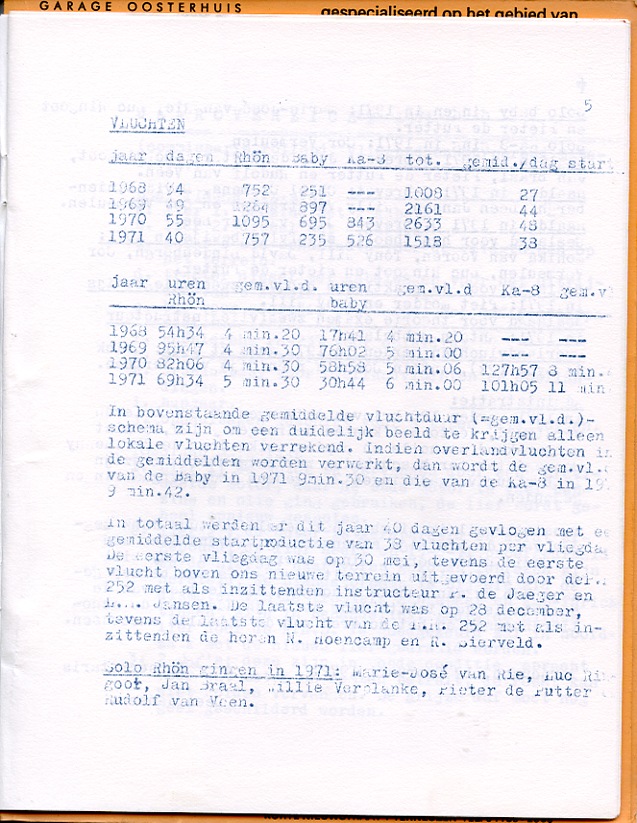 GARAGE OOSTERHUIS
gespecialiseerd op het gebied van
5
VLUCHTEN
jaar dagen Rhön Baby Ka-8 tot. gemid./dag start
1968 54 752 251 --- 1008 27
1969 49 1264 897 --- 2161 44
1970 55 1095 695 843 2633 48
1971 40 757 235 526 1518 38
jaar uren gem.vl.d. uren gem.vl.d Ka-8 gem.v
Rhön baby
1968 54h34 4 min.20 17h41 4 min.20 --- ---
1969 95h47 4 min.30 76h02 5 min.00 --- ---
1970 82h06 4 min.30 58h58 5 min.06 127h57 8 min.
1971 69h34 5 min.30 30h44 6 min.00 101h05 11 min
In bovenstaande gemiddelde vluchtduur (=gem.vl.d.)-
schema zijn om een duidelijk beeld te krijgen alleen
lokale vluchten verrekend. Indien overlandvluchten in
de gemiddelden worden verwerkt, dan wordt de gem.vl.
van de Baby in 1971 9min.30 en die van de Ka-8 in 19
9 min.42.
In totaal werden er dit jaar 40 dagen gevlogen met e
gemiddelde startproductie van 38 vluchten per vliegdag
De eerste vliegdag was op 30 mei, tevens de eerste
vlucht boven ons nieuwe terrein uitgevoerd door de
252 met als inzittenden instructeur de Jaeger en
Jansen. De laatste vlucht was op 28 december,
tevens de laatste vlucht van de 252 met als in-
zittenden de heren N. Hoencamp en R. Bierveld.
Solo Rhön gingen in 1971: Marie-José van Rie, Luc Rin
goot, Jan Braal, Willie Verplanke, Pieter de Putter
Rudolf van Veen.